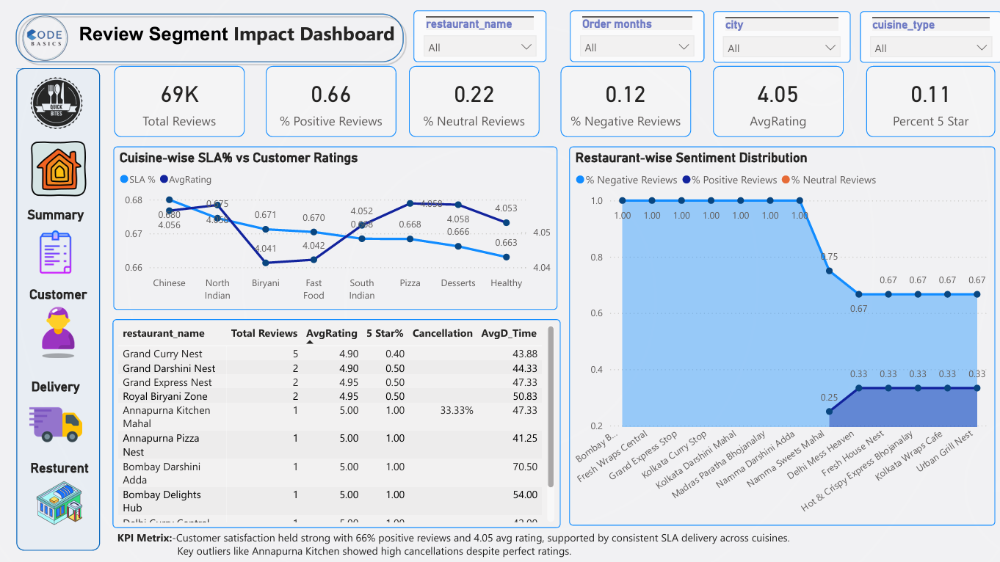 CODE
BASICS
Review Segment Impact Dashboard
restaurant_name
All
Order months
All
city
All
cuisine_type
All
QUICK
BITES
Summary
Customer
Delivery
Resturent
69K
Total Reviews
0.66
% Positive Reviews
0.22
% Neutral Reviews
0.12
% Negative Reviews
4.05
AvgRating
0.11
Percent 5 Star
Cuisine-wise SLA% vs Customer Ratings
SLA % AvgRating
0.68
0.67
0.66
0.680
4.056
0.675
0.671
4.041
0.670
4.042
4.052
0.668
4.058
4.058
0.666
4.053
0.663
4.05
4.04
Chinese North Indian Biryani Fast Food South Indian Pizza Desserts Healthy
Restaurant-wise Sentiment Distribution
% Negative Reviews % Positive Reviews % Neutral Reviews
1.0
0.8
0.6
0.4
0.2
1.00 1.00 1.00 1.00 1.00 1.00 1.00
0.75
0.67
0.67 0.67 0.67 0.67
0.25
0.33 0.33 0.33 0.33 0.33
Bombay B...
Fresh Wraps Central
Grand Express Stop
Kolkata Curry Stop
Kolkata Darshini Mahal
Madras Paratha Bhojanalay
Namma Darshini Adda
Namma Sweets Mahal
Delhi Mess Heaven
Fresh House Nest
Hot & Crispy Express Bhojanalay
Kolkata Wraps Cafe
Urban Grill Nest
restaurant_name Total Reviews AvgRating 5 Star% Cancellation AvgD_Time
Grand Curry Nest 5 4.90 0.40 43.88
Grand Darshini Nest 2 4.90 0.50 44.33
Grand Express Nest 2 4.95 0.50 47.33
Royal Biryani Zone 2 4.95 0.50 50.83
Annapurna Kitchen 1 5.00 1.00 33.33% 47.33
Mahal
Annapurna Pizza 1 5.00 1.00 41.25
Nest
Bombay Darshini 1 5.00 1.00 70.50
Adda
Bombay Delights 1 5.00 1.00 54.00
Hub
Delhi Curry Central 1 5.00 1.00
KPI Metrix:-Customer satisfaction held strong with 66% positive reviews and 4.05 avg rating, supported by consistent SLA delivery across cuisines.
Key outliers like Annapurna Kitchen showed high cancellations despite perfect ratings.